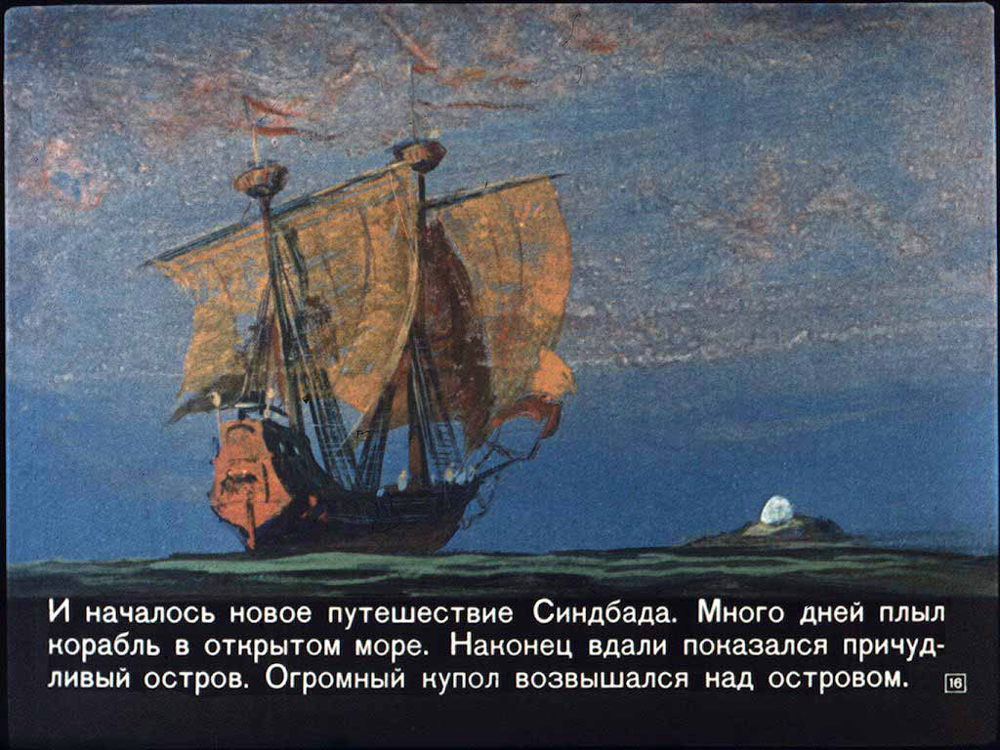 И началось новое путешествие Синдбада. Много дней плыл
корабль в открытом море. Наконец вдали показался причуд-
ливый остров. Огромный купол возвышался над островом.
16